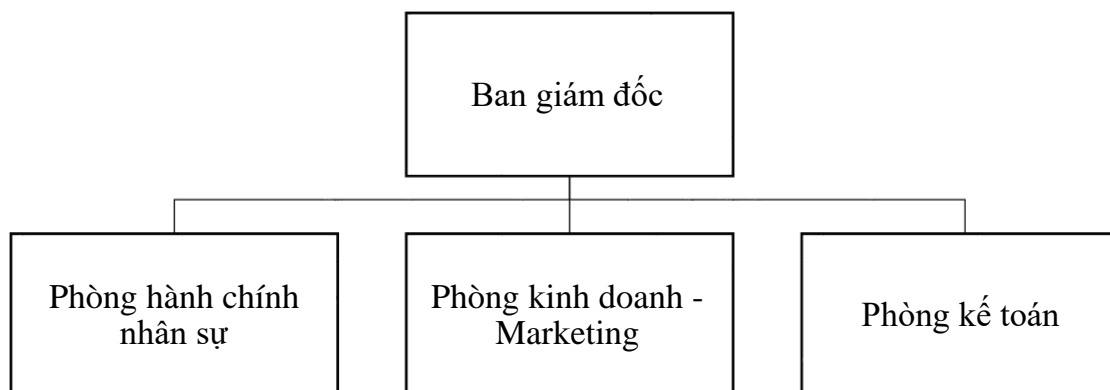 Ban giám đốc
Phòng hành chính
nhân sự
Phòng kinh doanh -
Marketing
Phòng kế toán